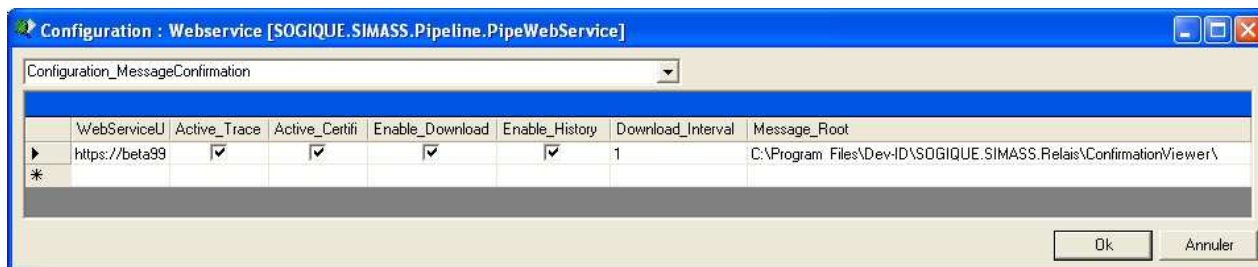 Configuration : Webservice [SOGIQUE.SIMASS.Pipeline.PipeWebService]
Configuration_MessageConfirmation
WebServiceU Active_Trace Active_Certifi Enable_Download Enable_History Download_Interval Message_Root
https://beta99 1 C:\Program Files\Dev-ID\SOGIQUE.SIMASS.Relais\ConfirmationViewer\
Ok Annuler